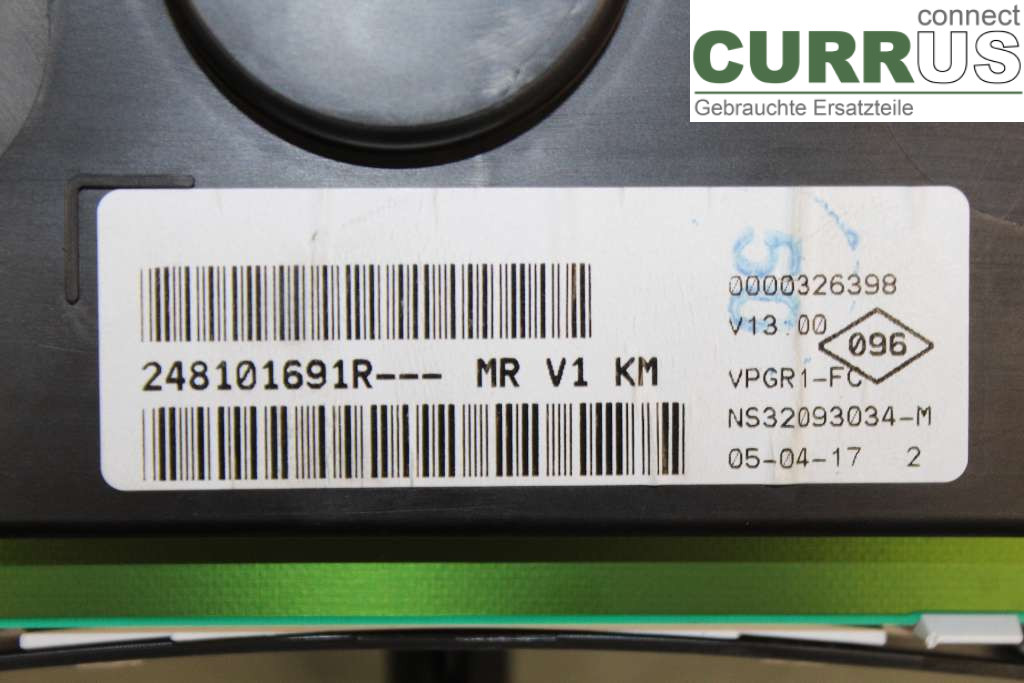 connect
CURRUS
Gebrauchte Ersatzteile
5D
0000326398
V13.00
096
248101691R--- MR V1 KM
VPGR1-FC
NS32093034-M
05-04-17 2